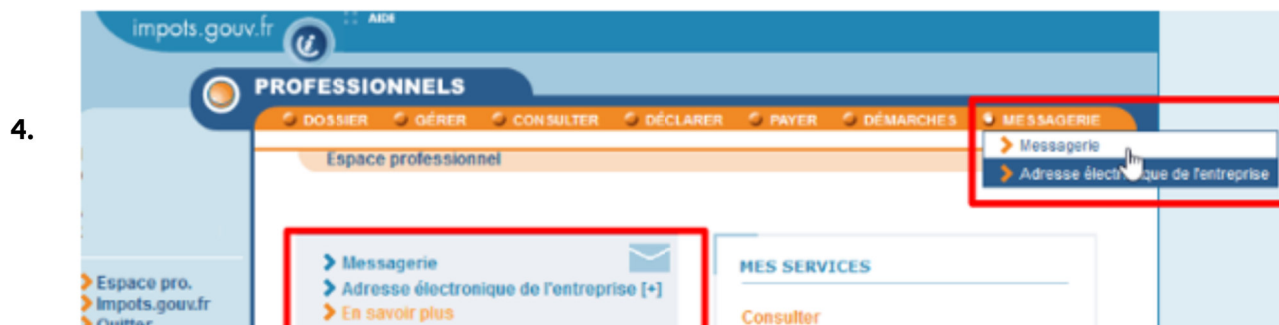 impots.gouv.fr
AIDE
PROFESSIONNELS
4.
DOSSIER GÉRER CONSULTER DÉCLARER PAYER DÉMARCHES MESSAGERIE
Messagerie
Espace professionnel
Adresse électronique de l'entreprise
Messagerie
Adresse électronique de l'entreprise [+]
En savoir plus
MES SERVICES
Consulter
Espace pro.
Impots.gouv.fr
Quitter